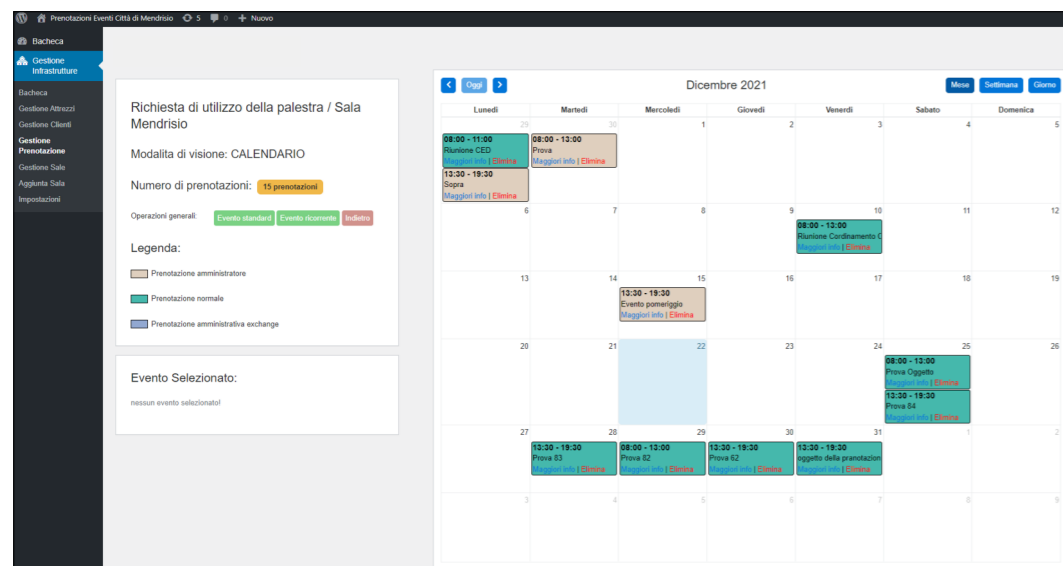 Prenotazioni Eventi Città di Mendrisio 5 0 + Nuovo
Bacheca
Gestione Infrastrutture
Bacheca
Gestione Attrezzi
Gestione Clienti
Gestione Prenotazione
Gestione Sale
Aggiunta Sala
Impostazioni
Richiesta di utilizzo della palestra / Sala
Mendrisio
Modalita di visione: CALENDARIO
Numero di prenotazioni: 15 prenotazioni
Operazioni generali: Evento standard Evento ricorrente Indietro
Legenda:
Prenotazione amministratore
Prenotazione normale
Prenotazione amministrativa exchange
Evento Selezionato:
nessun evento selezionato!
< Oggi > Dicembre 2021 Mese Settimana Giorno
Lunedì Martedì Mercoledì Giovedì Venerdì Sabato Domenica
29 30 1 2 3 4 5
08:00 - 11:00 08:00 - 13:00
Riunione CED Prova
Maggiori info | Elimina Maggiori info | Elimina
13:30 - 19:30
Sopra
Maggiori info | Elimina
6 7 8 9 10 11 12
08:00 - 13:00
Riunione Cordinamento C
Maggiori info | Elimina
13 14 15 16 17 18 19
13:30 - 19:30
Evento pomeriggio
Maggiori info | Elimina
20 21 22 23 24 25 26
08:00 - 13:00
Prova Oggetto
Maggiori info | Elimina
13:30 - 19:30
Prova 84
Maggiori info | Elimina
27 28 29 30 31 1 2
13:30 - 19:30 08:00 - 13:00 13:30 - 19:30 13:30 - 19:30
Prova 83 Prova 82 Prova 62 oggetto della pranotazion
Maggiori info | Elimina Maggiori info | Elimina Maggiori info | Elimina Maggiori info | Elimina
3 4 5 6 7 8 9